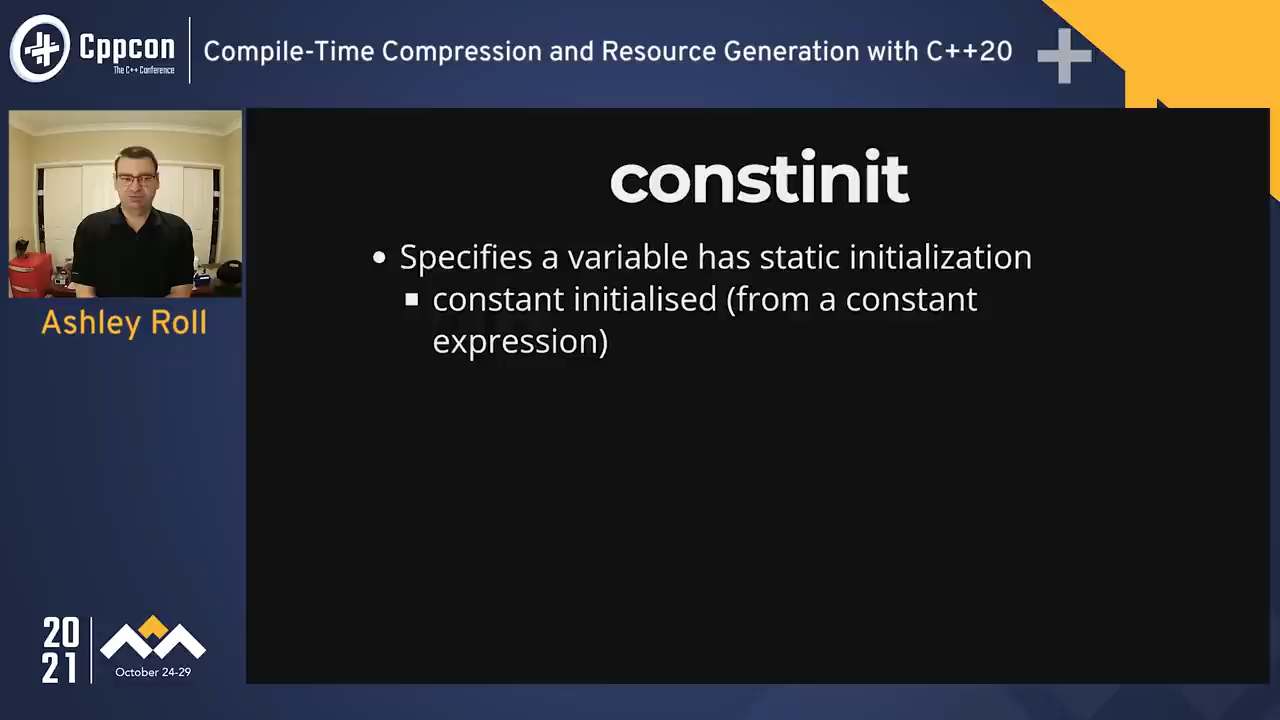 Cppcon
The C++ Conference
Compile-Time Compression and Resource Generation with C++20
constinit
Specifies a variable has static initialization
constant initialised (from a constant
expression)
Ashley Roll
20
21
October 24-29